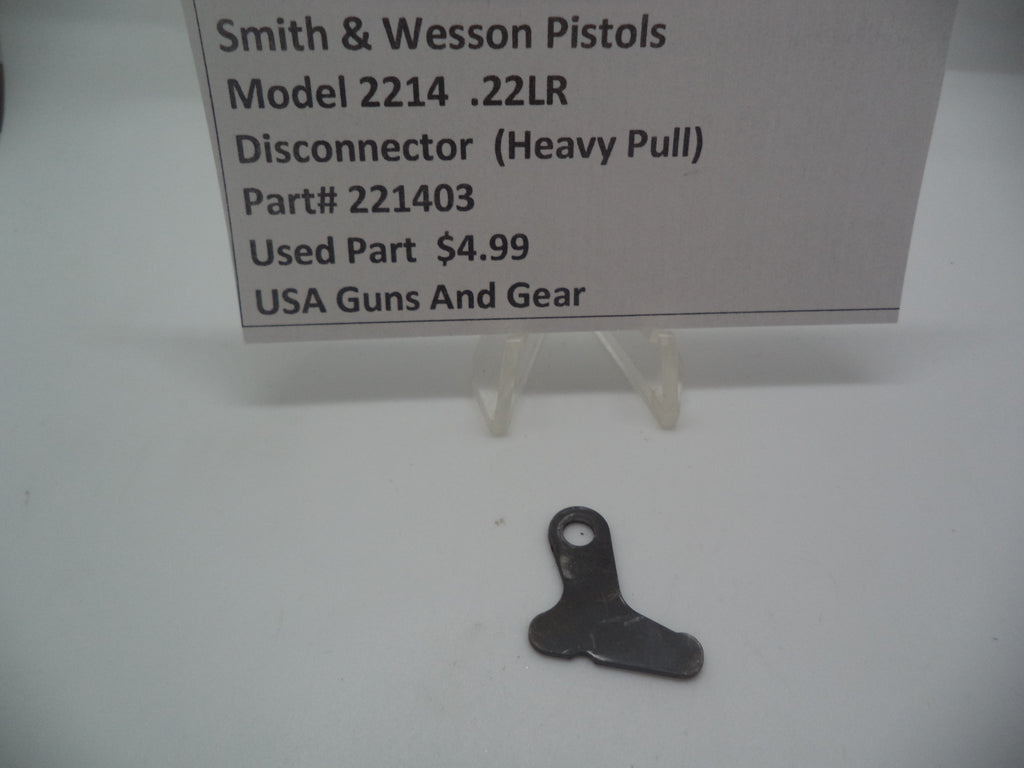 Smith & Wesson Pistols
Model 2214 .22LR
Disconnector (Heavy Pull)
Part# 221403
Used Part $4.99
USA Guns And Gear